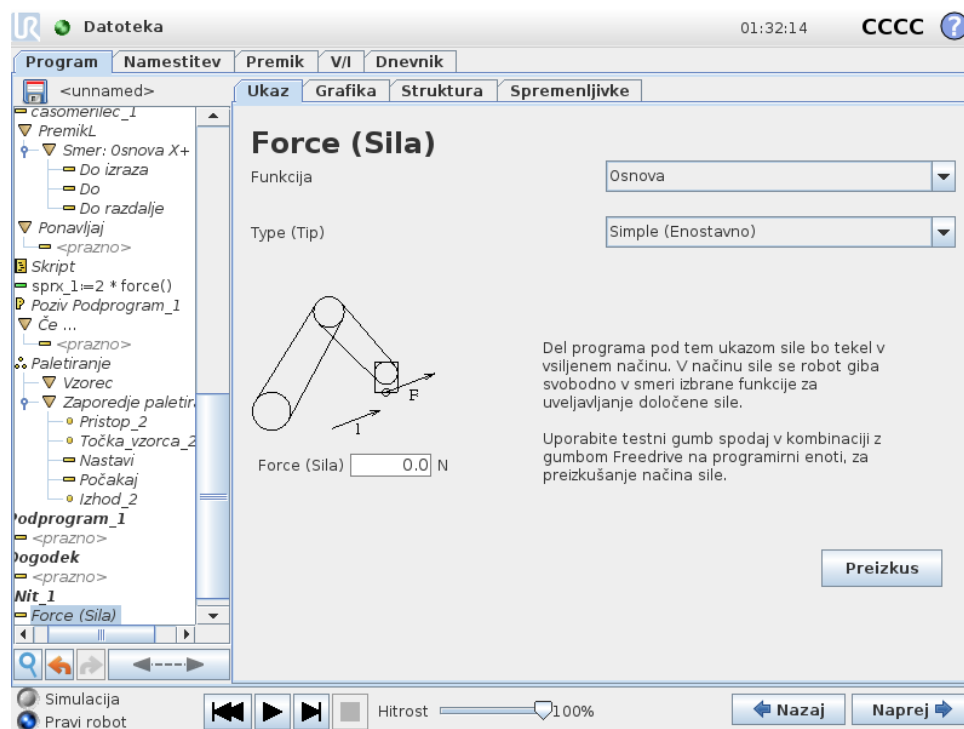 UR Datoteka 01:32:14 CCCC ?
Program Namestitev Premik V/I Dnevnik
<unnamed>
Ukaz Grafika Struktura Spremenljivke
časomerilec_1
PremikL
Smer: Osnova X+
Do izraza
Do
Do razdalje
Ponavljaj
<prazno>
Skript
sprx_1:=2 * force()
Poziv Podprogram_1
Če ...
<prazno>
Paletiranje
Vzorec
Zaporedje paletir
Pristop_2
Točka_vzorca_2
Nastavi
Počakaj
Izhod_2
Podprogram_1
<prazno>
Dogodek
<prazno>
Nit_1
Force (Sila)
Force (Sila)
Funkcija Osnova
Type (Tip) Simple (Enostavno)
F
1
Force (Sila) 0.0 N
Del programa pod tem ukazom sile bo tekel v
vsiljenem načinu. V načinu sile se robot giba
svobodno v smeri izbrane funkcije za
uveljavljanje določene sile.
Uporabite testni gumb spodaj v kombinaciji z
gumbom Freedrive na programirni enoti, za
preizkušanje načina sile.
Preizkus
Simulacija
Pravi robot
Hitrost 100%
Nazaj Naprej